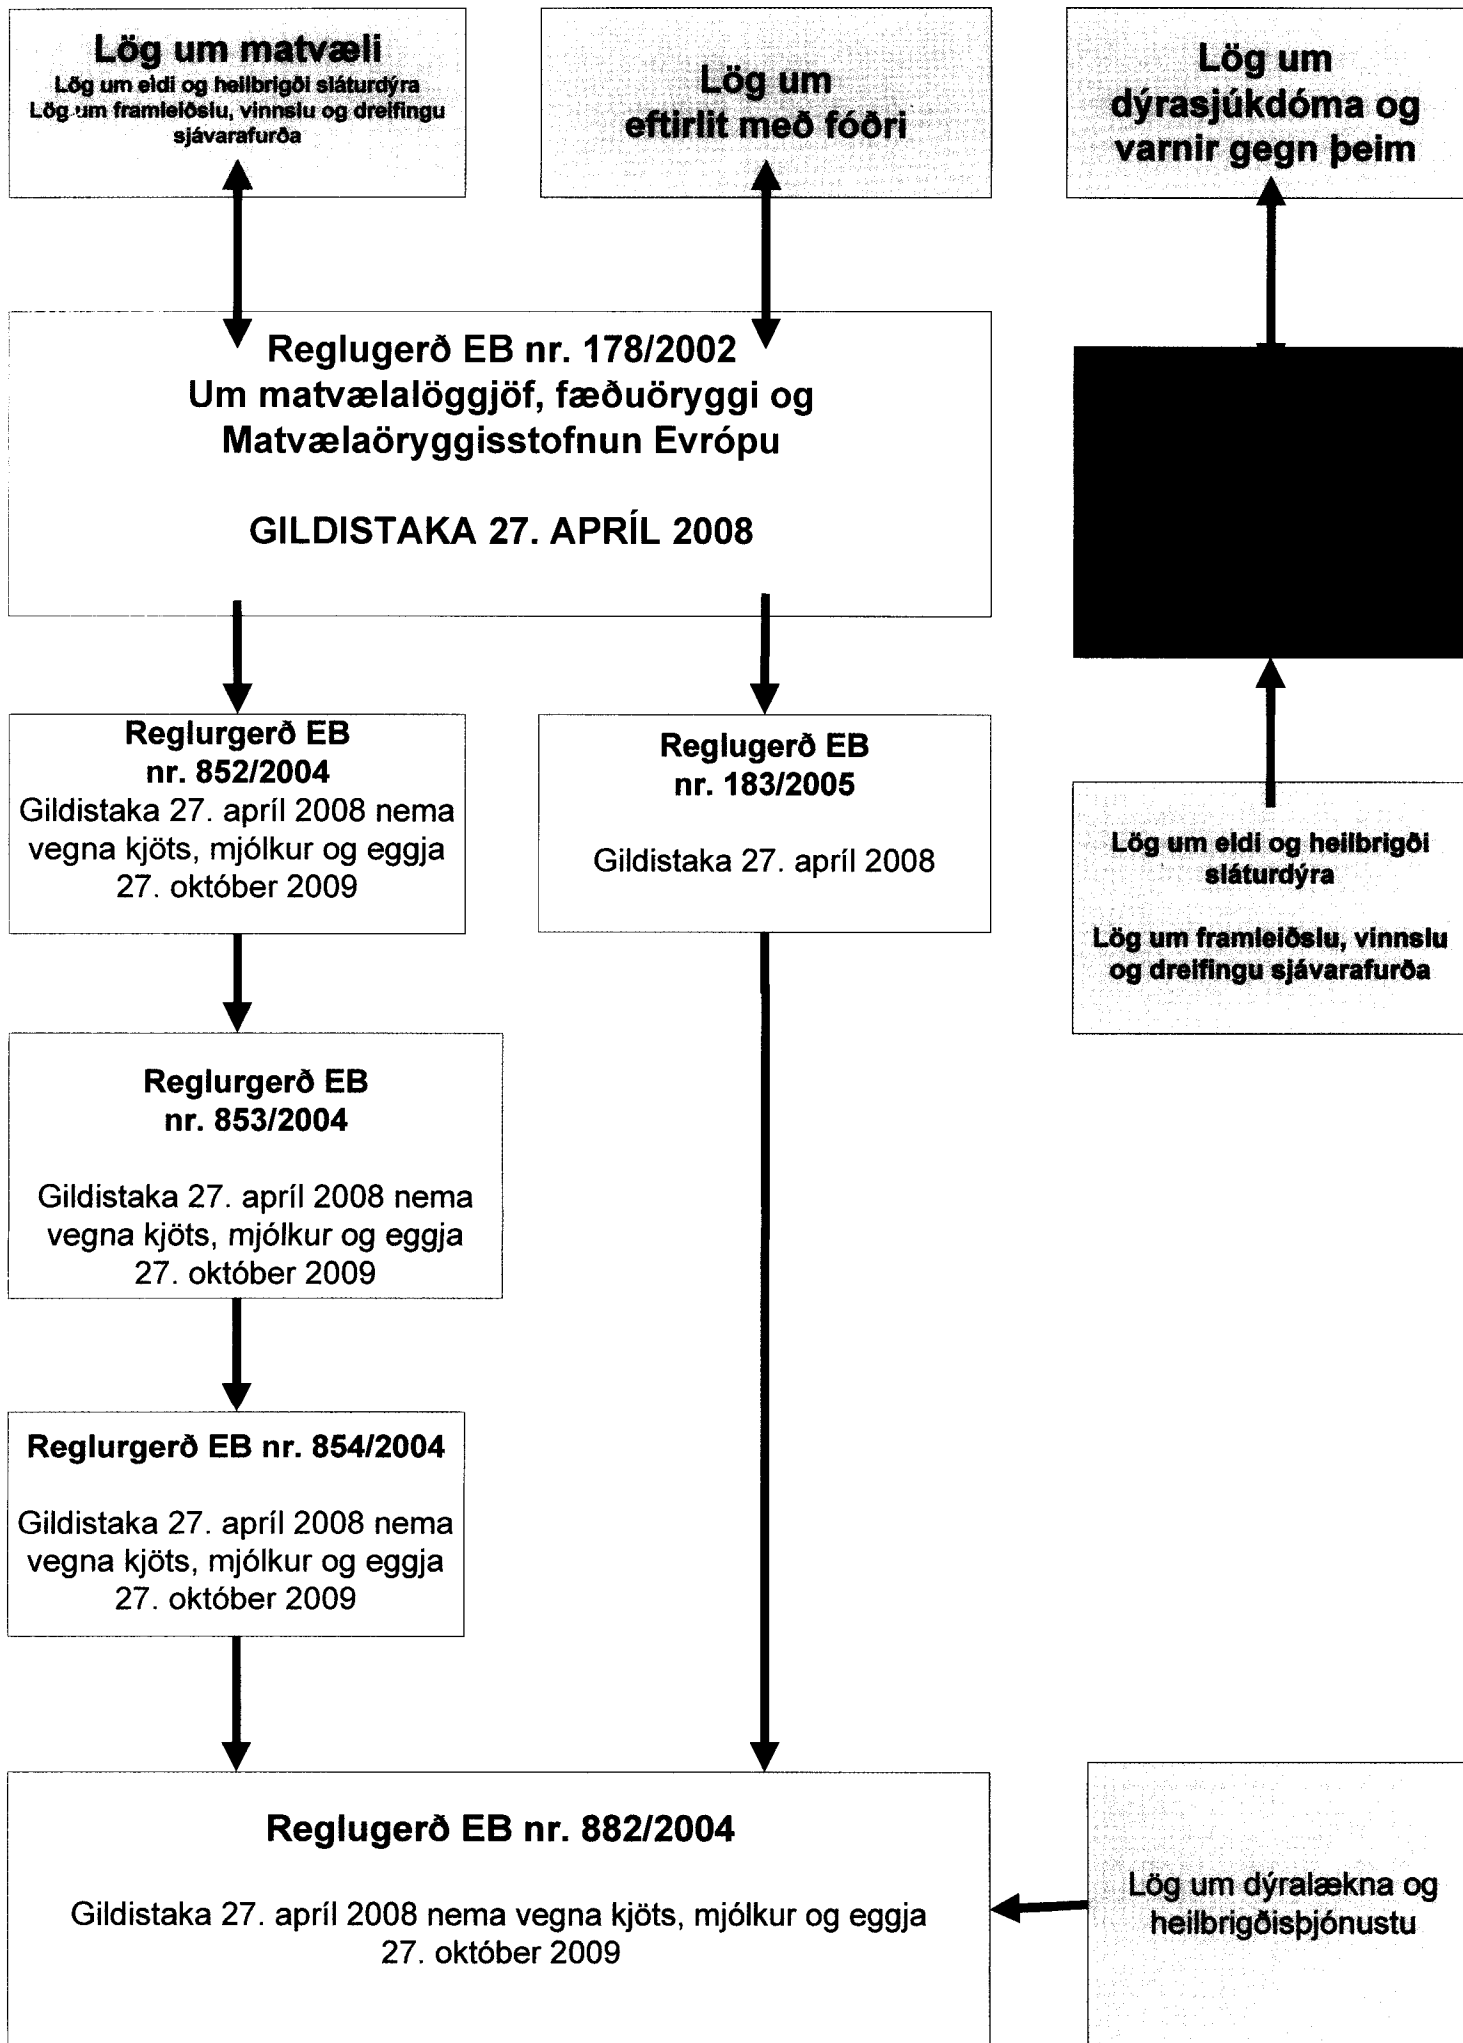 Lög um matvæli
Lög um eldi og heilbrigði sláturdýra
Lög um framleiðslu, vinnslu og dreifingu
sjávarafurða
Lög um
eftirlit með fóðri
Lög um
dýrasjúkdóma og
varnir gegn þeim
Reglugerð EB nr. 178/2002
Um matvælalöggjöf, fæðuöryggi og
Matvælaöryggisstofnun Evrópu
GILDISTAKA 27. APRÍL 2008
Reglurgerð EB
nr. 852/2004
Gildistaka 27. apríl 2008 nema
vegna kjöts, mjólkur og eggja
27. október 2009
Reglugerð EB
nr. 183/2005
Gildistaka 27. apríl 2008
Lög um eldi og heilbrigði
sláturdýra
Lög um framleiðslu, vinnslu
og dreifingu sjávarafurða
Reglurgerð EB
nr. 853/2004
Gildistaka 27. apríl 2008 nema
vegna kjöts, mjólkur og eggja
27. október 2009
Reglurgerð EB nr. 854/2004
Gildistaka 27. apríl 2008 nema
vegna kjöts, mjólkur og eggja
27. október 2009
Reglugerð EB nr. 882/2004
Gildistaka 27. apríl 2008 nema vegna kjöts, mjólkur og eggja
27. október 2009
Lög um dýralækna og
heilbrigðisþjónustu